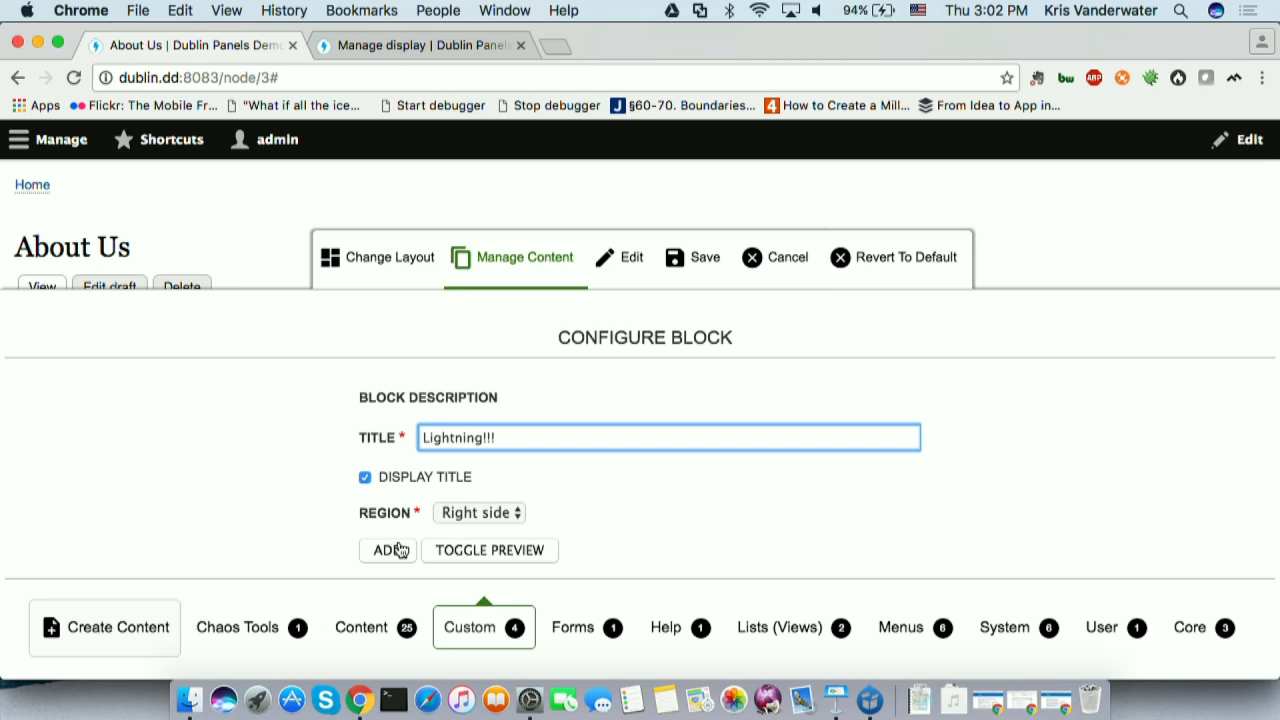 Chrome File Edit View History Bookmarks People Window Help 94% Thu 3:02 PM Kris Vanderwater
About Us | Dublin Panels Dem Manage display | Dublin Panel
dublin.dd:8083/node/3#
bw ABP
Apps Flickr: The Mobile Fr... "What if all the ice... Start debugger Stop debugger J §60-70. Boundaries... 4 How to Create a Mill... From Idea to App in...
Manage Shortcuts admin Edit
Home
About Us
Change Layout Manage Content Edit Save Cancel Revert To Default
View Edit draft Delete
CONFIGURE BLOCK
BLOCK DESCRIPTION
TITLE * Lightning!!!
DISPLAY TITLE
REGION * Right side
ADD TOGGLE PREVIEW
Create Content Chaos Tools 1 Content 25 Custom 4 Forms 1 Help 1 Lists (Views) 2 Menus 6 System 6 User 1 Core 3